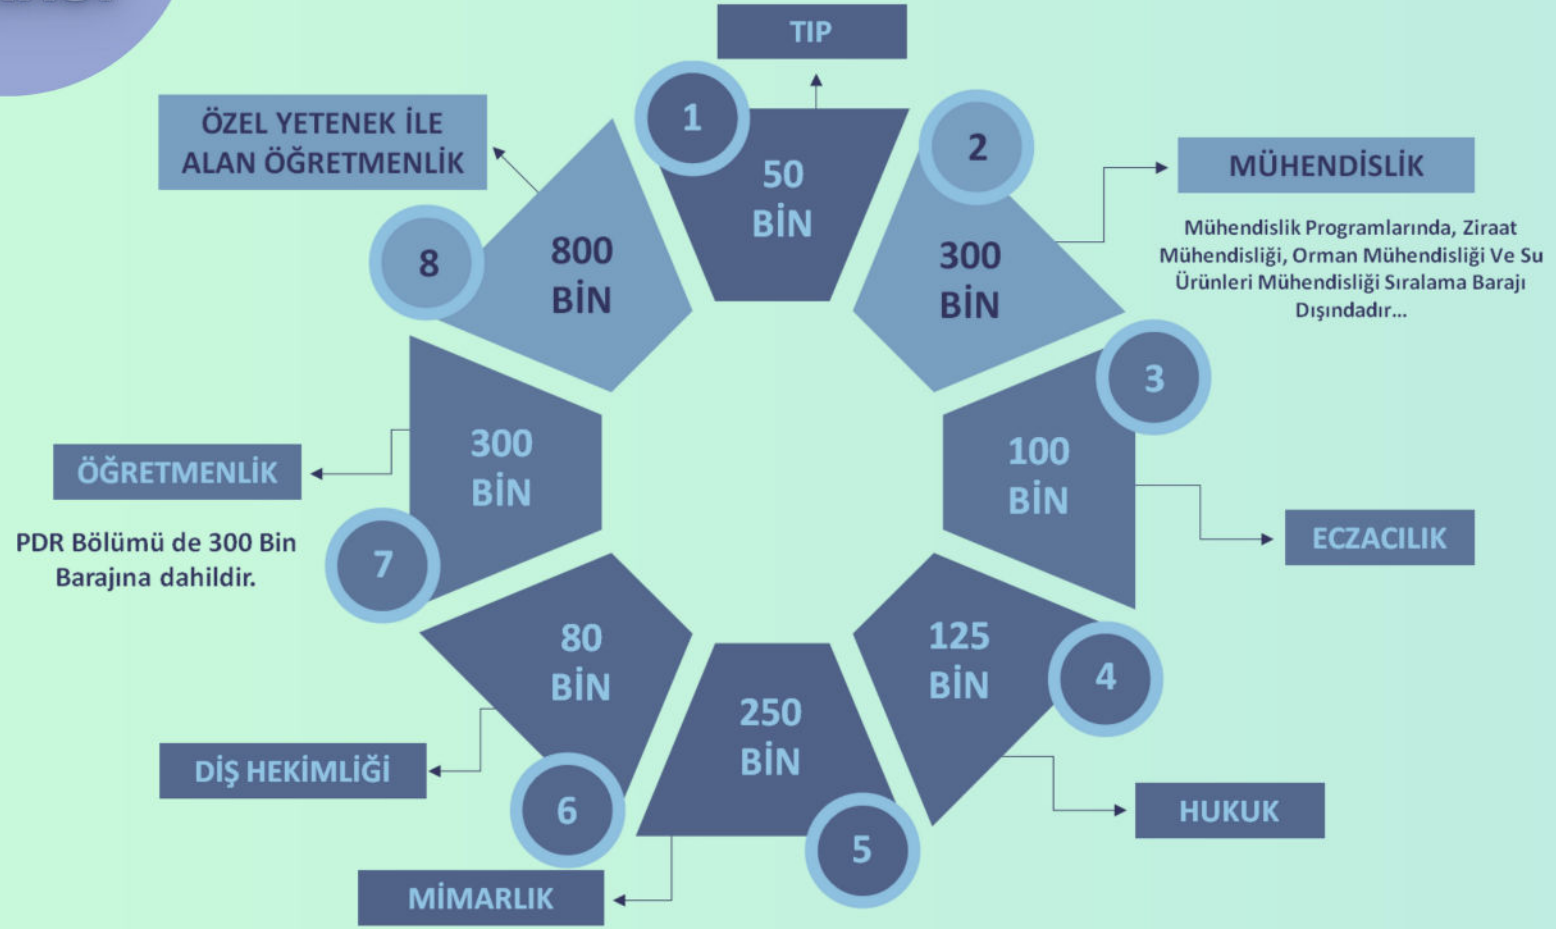 TIP
1
50
BİN
2
300
BİN
MÜHENDİSLİK
Mühendislik Programlarında, Ziraat
Mühendisliği, Orman Mühendisliği Ve Su
Ürünleri Mühendisliği Sıralama Barajı
Dışındadır...
3
100
BİN
ECZACILIK
4
125
BİN
HUKUK
5
250
BİN
MİMARLIK
6
80
BİN
DİŞ HEKİMLİĞİ
7
300
BİN
ÖĞRETMENLİK
PDR Bölümü de 300 Bin
Barajına dahildir.
8
800
BİN
ÖZEL YETENEK İLE
ALAN ÖĞRETMENLİK